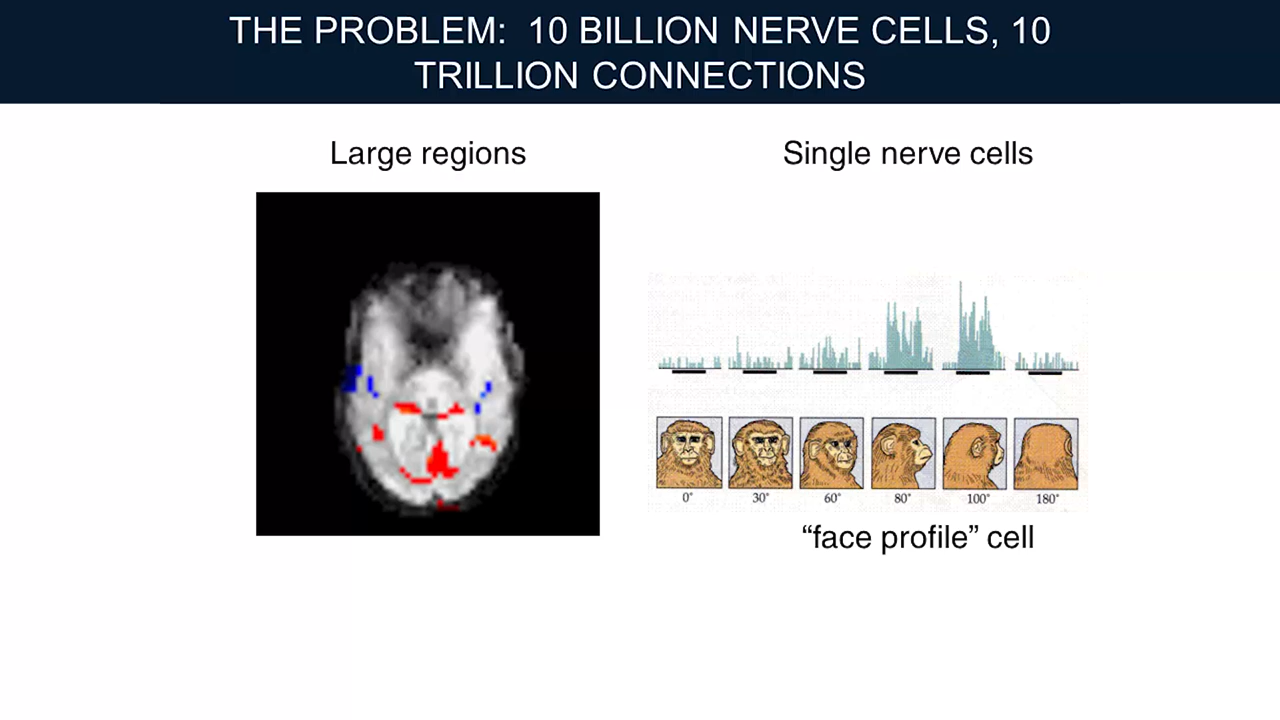 THE PROBLEM:  10 BILLION NERVE CELLS, 10
TRILLION CONNECTIONS
Large regions
Single nerve cells
0° 30° 60° 80° 100° 180°
“face profile” cell